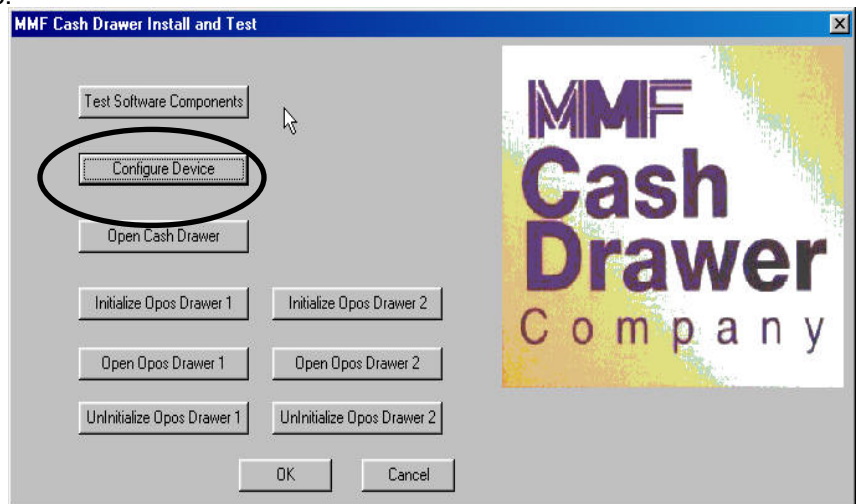 MMF Cash Drawer Install and Test
Test Software Components
Configure Device
Open Cash Drawer
Initialize Opos Drawer 1
Initialize Opos Drawer 2
Open Opos Drawer 1
Open Opos Drawer 2
UnInitialize Opos Drawer 1
UnInitialize Opos Drawer 2
OK
Cancel
MMF
Cash
Drawer
Company